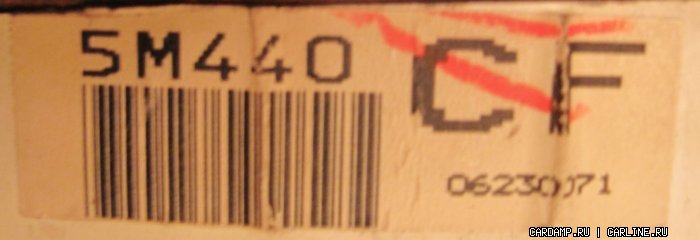 5M440
CF
06230071
CARDAMP.RU | CARLINE.RU